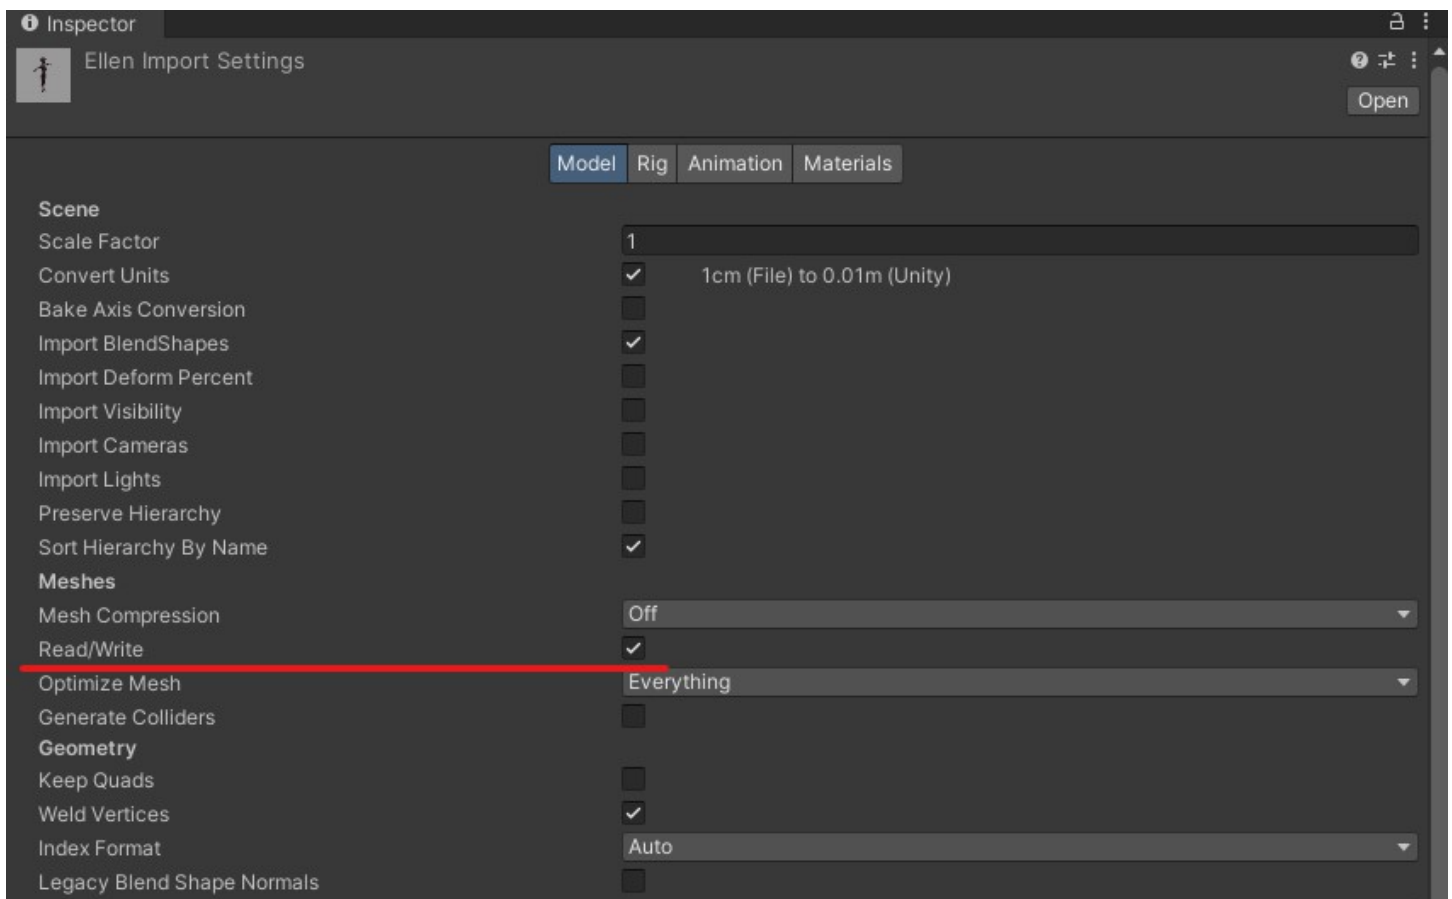 Inspector
Ellen Import Settings
Open
Model Rig Animation Materials
Scene
Scale Factor 1
Convert Units 1cm (File) to 0.01m (Unity)
Bake Axis Conversion
Import BlendShapes
Import Deform Percent
Import Visibility
Import Cameras
Import Lights
Preserve Hierarchy
Sort Hierarchy By Name
Meshes
Mesh Compression Off
Read/Write
Optimize Mesh Everything
Generate Colliders
Geometry
Keep Quads
Weld Vertices
Index Format Auto
Legacy Blend Shape Normals